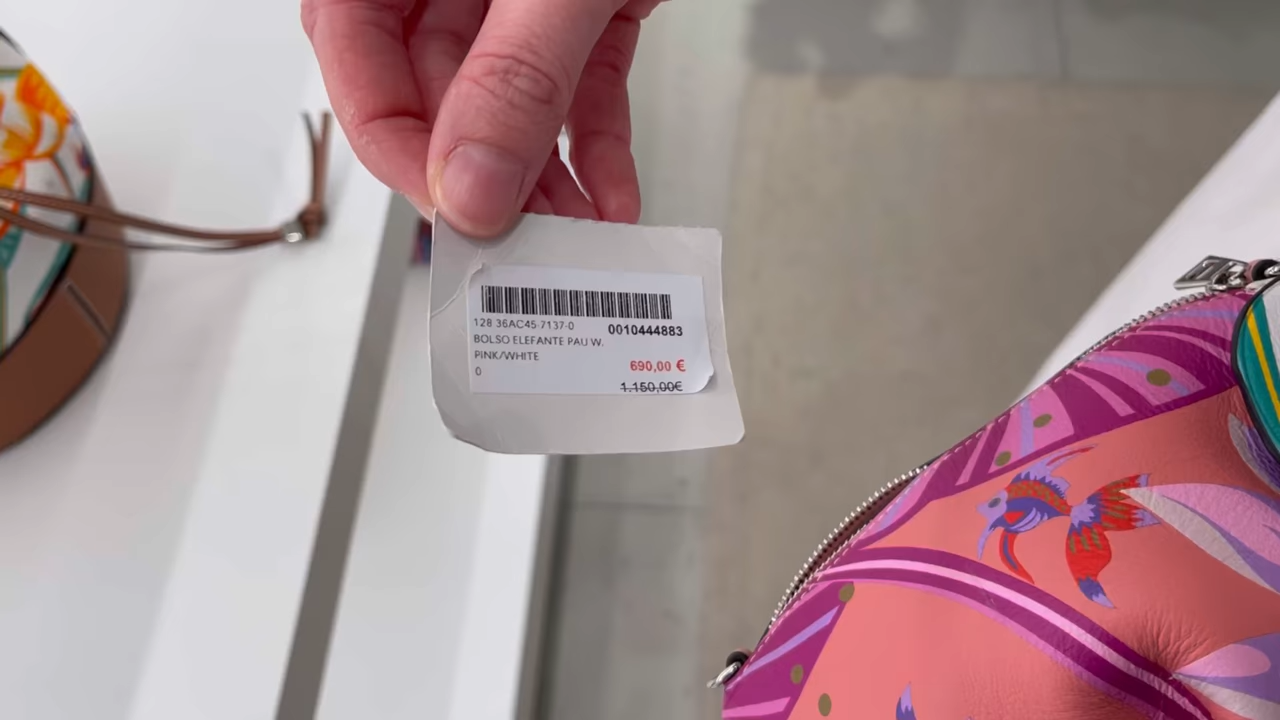 128 36AC45-7137-0
0010444883
BOLSO ELEFANTE PAU W.
PINK/WHITE
690,00 €
0
1.150,00€